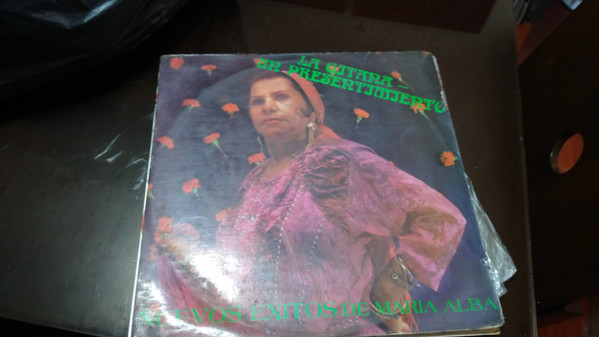 LA GITANA -
UN PRESENTIMIENTO
NUEVOS EXITOS DE MARIA ALBA